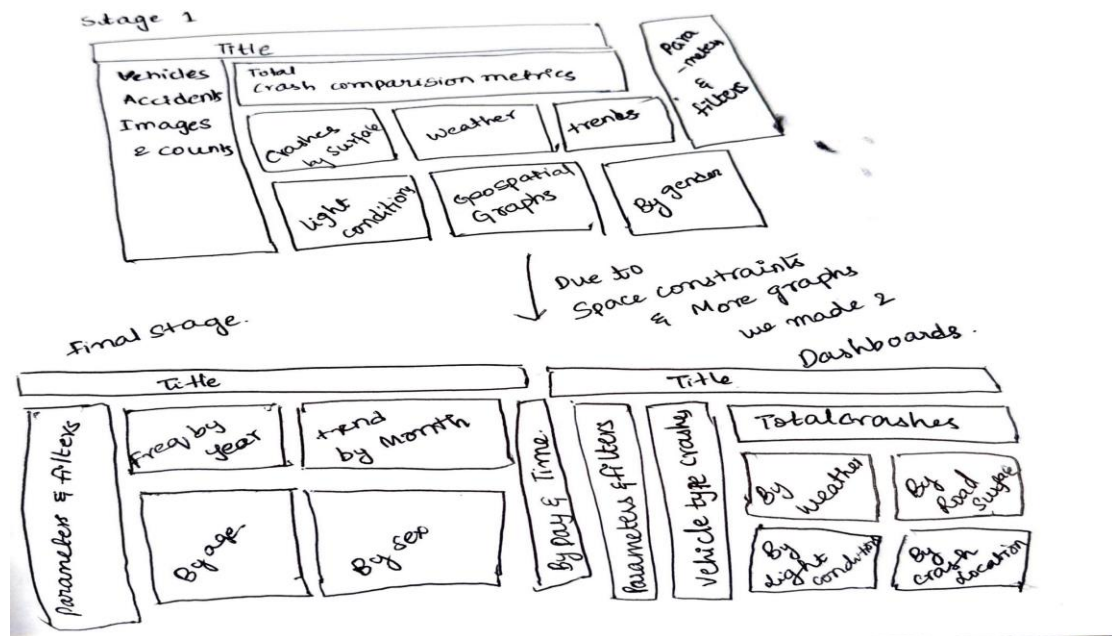 Stage 1
Title
Vehicles
Accident
Images
& counts
Total
Crash comparision metrics
Para
-meters
&
filters
Crashes
by surface
weather
trends
Light
conditions
Geospatial
Graphs
By gender
Due to
Space constraints
& More graphs
we made 2
Dashboards.
Final Stage.
Title
Parameters & filters
Freq by
year
trend
by Month
By age
By sex
By Day & Time.
Title
Parameters & filters
Vehicle type crashes
Total crashes
By
Weather
By
Road
Surface
By
Light
condition
By
crash
Location